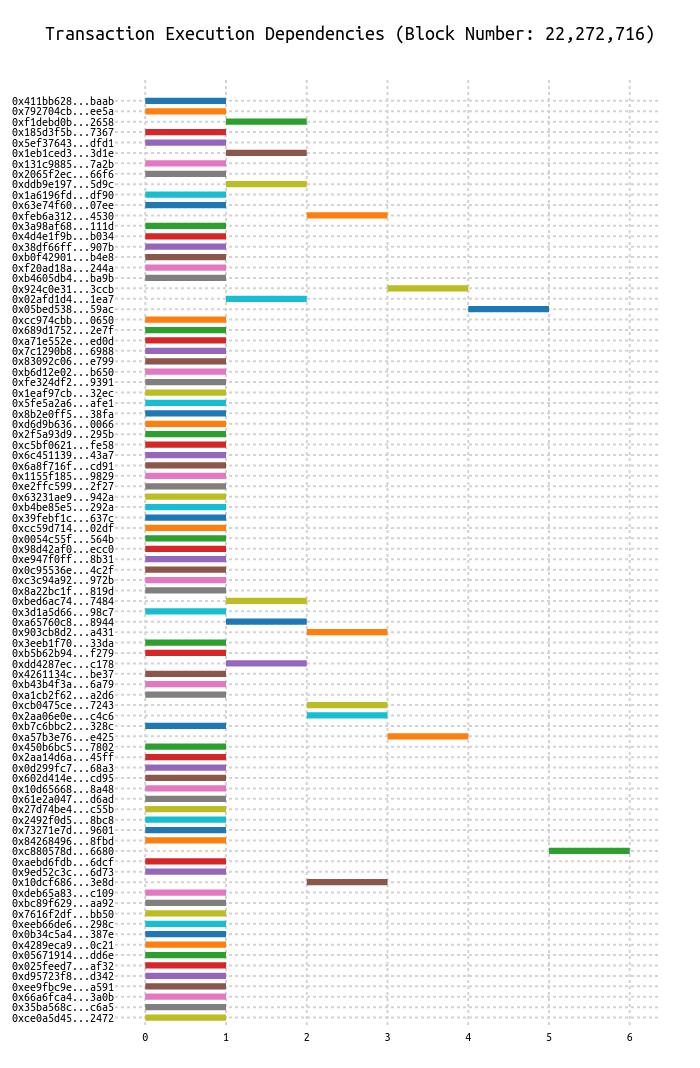 Transaction Execution Dependencies (Block Number: 22,272,716)
0x411bb628...baab
0x792704cb...ee5a
0xf1debd0b...2658
0x185d3f5b...7367
0x5ef37643...dfd1
0x1eb1ced3...3d1e
0x131c9885...7a2b
0x2065f2ec...66f6
0xddb9e197...5d9c
0x1a6196fd...df90
0x63e74f60...07ee
0xfeb6a312...4530
0x3a98af68...111d
0x4d4e1f9b...b034
0x38df66ff...907b
0xb0f42901...b4e8
0xf20ad18a...244a
0xb4605db4...ba9b
0x924c0e31...3ccb
0x02afd1d4...1ea7
0x05bed538...59ac
0xcc974cbb...0650
0x689d1752...2e7f
0xa71e552e...ed0d
0x7c1290b8...6988
0x83092c06...e799
0xb6d12e02...b650
0xfe324df2...9391
0x1eaf97cb...32ec
0x5fe5a2a6...afe1
0x8b2e0ff5...38fa
0xd6d9b636...0066
0x2f5a93d9...295b
0xc5bf0621...fe58
0x6c451139...43a7
0x6a8f716f...cd91
0x1155f185...9829
0xe2ffc599...2f27
0x63231ae9...942a
0xb4be85e5...292a
0x39febf1c...637c
0xcc59d714...02df
0x0054c55f...564b
0x98d42af0...ecc0
0xe947f0ff...8b31
0x0c95536e...4c2f
0xc3c94a92...972b
0x8a22bc1f...819d
0xbed6ac74...7484
0x3d1a5d66...98c7
0xa65760c8...8944
0x903cb8d2...a431
0x3eeb1f70...33da
0xb5b62b94...f279
0xdd4287ec...c178
0x4261134c...be37
0xb43b4f3a...6a79
0xa1cb2f62...a2d6
0xcb0475ce...7243
0x2aa06e0e...c4c6
0xb7c6bbc2...328c
0xa57b3e76...e425
0x450b6bc5...7802
0x2aa14d6a...45ff
0x0d299fc7...68a3
0x602d414e...cd95
0x10d65668...8a48
0x61e2a047...d6ad
0x27d74be4...c55b
0x2492f0d5...8bc8
0x73271e7d...9601
0x84268496...8fbd
0xc880578d...6680
0xaebd6fdb...6dcf
0x9ed52c3c...6d73
0x10dcf686...3e8d
0xdeb65a83...c109
0xbc89f629...aa92
0x7616f2df...bb50
0xeeb66de6...298c
0x0b34c5a4...387e
0x4289eca9...0c21
0x05671914...dd6e
0x025feed7...af32
0xd95723f8...d342
0xee9fbc9e...a591
0x66a6fca4...3a0b
0x35ba568c...c6a5
0xce0a5d45...2472
0 1 2 3 4 5 6